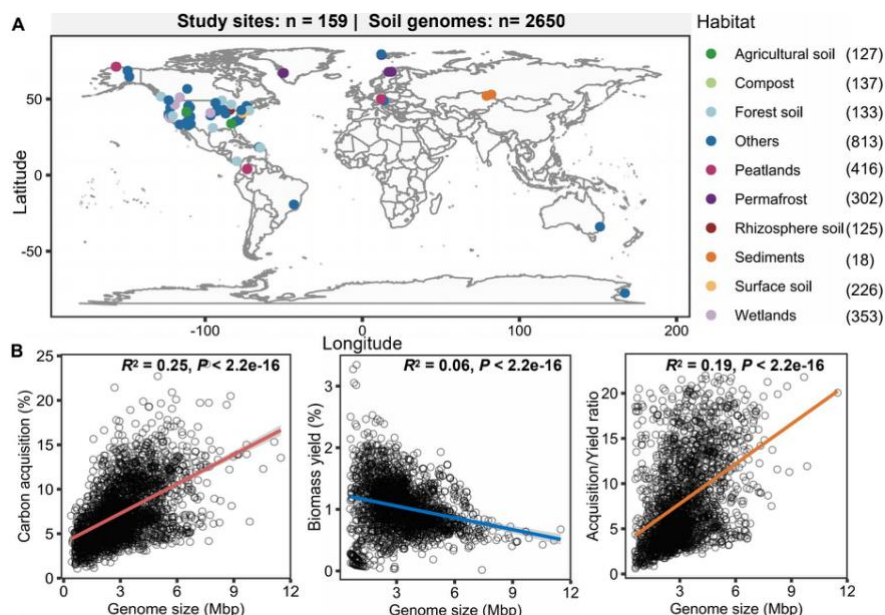 A
Study sites: n = 159 | Soil genomes: n= 2650
Habitat
Agricultural soil (127)
Compost (137)
Forest soil (133)
Others (813)
Peatlands (416)
Permafrost (302)
Rhizosphere soil (125)
Sediments (18)
Surface soil (226)
Wetlands (353)
Latitude
50
0
-50
-100 0 100 200
Longitude
B
R² = 0.25, P < 2.2e-16
Carbon acquisition (%)
25
20
15
10
5
0
0 3 6 9 12
Genome size (Mbp)
R² = 0.06, P < 2.2e-16
Biomass yield (%)
3
2
1
0
3 6 9 12
Genome size (Mbp)
R² = 0.19, P < 2.2e-16
Acquisition/Yield ratio
20
15
10
5
0
3 6 9 12
Genome size (Mbp)